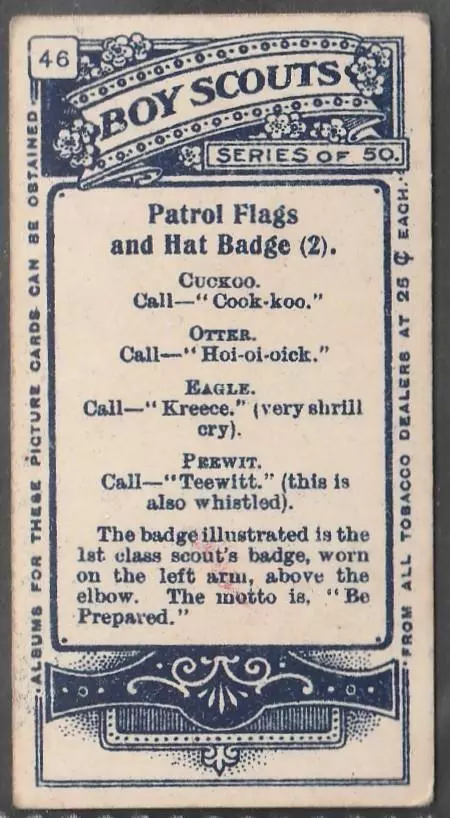 46
BOY SCOUTS
SERIES OF 50.
Patrol Flags
and Hat Badge (2).
CUCKOO.
Call—"Cook-koo."
OTTER.
Call—"Hoi-oi-oick."
EAGLE.
Call—"Kreece." (very shrill
cry).
PEEWIT.
Call—"Teewitt." (this is
also whistled).
The badge illustrated is the
1st class scout's badge, worn
on the left arm, above the
elbow. The motto is, "Be
Prepared."
ALBUMS FOR THESE PICTURE CARDS CAN BE OBTAINED
FROM ALL TOBACCO DEALERS AT 25 ₵ EACH.